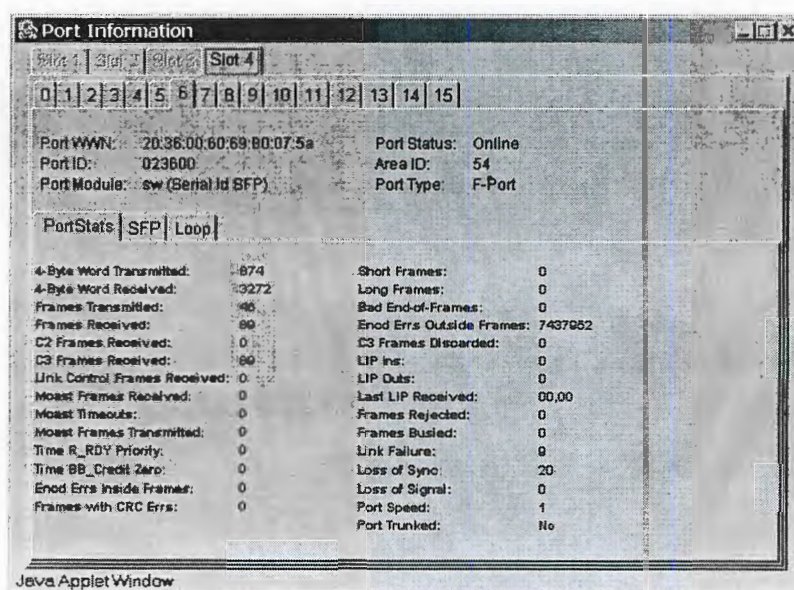 Port Information
Slot 1 Slot 2 Slot 3 Slot 4
0 1 2 3 4 5 6 7 8 9 10 11 12 13 14 15
Port WWN: 20:36:00:60:69:80:07:5a Port Status: Online
Port ID: 023600 Area ID: 54
Port Module: sw (Serial Id SFP) Port Type: F-Port
PortStats SFP Loop
4-Byte Word Transmitted: 874 Short Frames: 0
4-Byte Word Received: 3272 Long Frames: 0
Frames Transmitted: 46 Bad End-of-Frames: 0
Frames Received: 89 Encd Errs Outside Frames: 7437952
C2 Frames Received: 0 C3 Frames Discarded: 0
C3 Frames Received: 89 LIP Ins: 0
Link Control Frames Received: 0 LIP Outs: 0
Mcast Frames Received: 0 Last LIP Received: 00,00
Mcast Timeouts: 0 Frames Rejected: 0
Mcast Frames Transmitted: 0 Frames Busied: 0
Time R_RDY Priority: 0 Link Failure:
Time BB_Credit Zero: 0 Loss of Sync: 20
Encd Errs Inside Frames: 0 Loss of Signal: 0
Frames with CRC Errs: 0 Port Speed: 1
Port Trunked: No
Java Applet Window